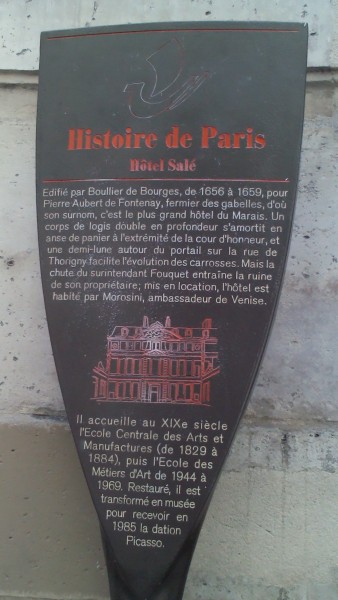 Histoire de Paris
Hôtel Salé
Edifié par Boullier de Bourges, de 1656 à 1659, pour
Pierre Aubert de Fontenay, fermier des gabelles, d'où
son surnom, c'est le plus grand hôtel du Marais. Un
corps de logis double en profondeur s'amortit en
anse de panier à l'extrémité de la cour d'honneur, et
une demi-lune autour du portail sur la rue de
Thorigny facilite l'évolution des carrosses. Mais la
chute du surintendant Fouquet entraîne la ruine
de son propriétaire; mis en location, l'hôtel est
habité par Morosini, ambassadeur de Venise.
Il accueille au XIXe siècle
l'Ecole Centrale des Arts et
Manufactures (de 1829 à
1884), puis l'Ecole des
Métiers d'Art de 1944 à
1969. Restauré, il est
transformé en musée
pour recevoir en
1985 la dation
Picasso.